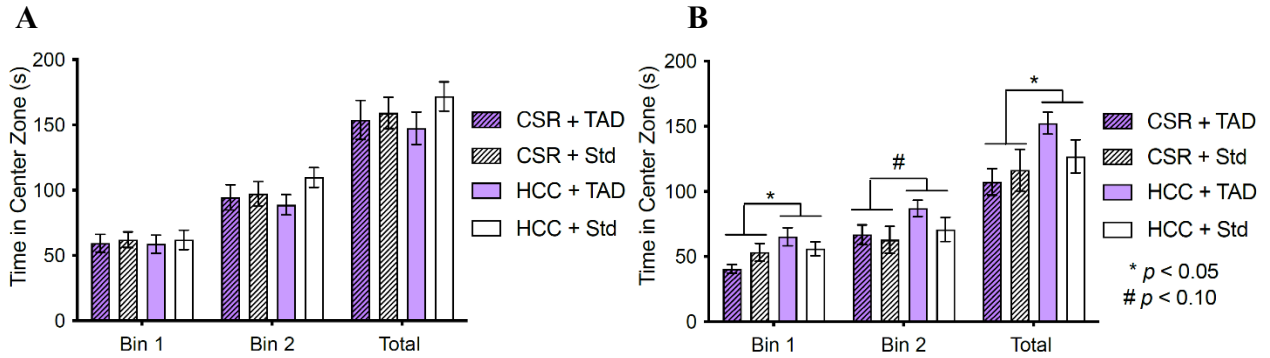 A
Time in Center Zone (s)
200
150
100
50
0
Bin 1
Bin 2
Total
CSR + TAD
CSR + Std
HCC + TAD
HCC + Std
B
Time in Center Zone (s)
200
150
100
50
0
*
#
*
Bin 1
Bin 2
Total
CSR + TAD
CSR + Std
HCC + TAD
HCC + Std
* p < 0.05
# p < 0.10